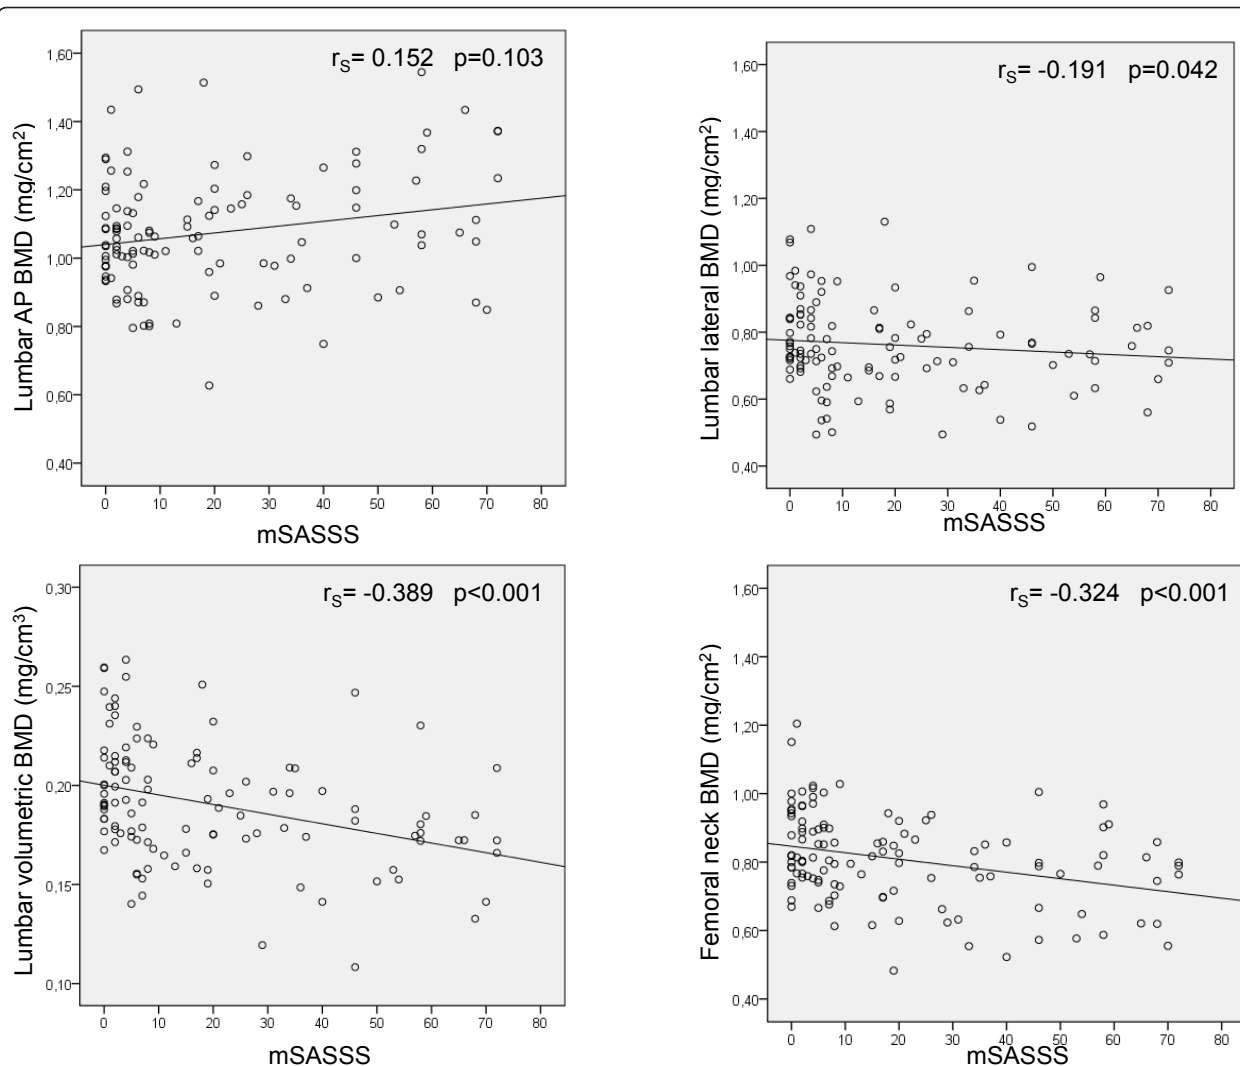 rS= 0.152 p=0.103
Lumbar AP BMD (mg/cm2)
1,60
1,40
1,20
1,00
0,80
0,60
0,40
0 10 20 30 40 50 60 70 80
mSASSS
rS= -0.191 p=0.042
Lumbar lateral BMD (mg/cm2)
1,60
1,40
1,20
1,00
0,80
0,60
0,40
0 10 20 30 40 50 60 70 80
mSASSS
rS= -0.389 p<0.001
Lumbar volumetric BMD (mg/cm3)
0,30
0,25
0,20
0,15
0,10
0 10 20 30 40 50 60 70 80
mSASSS
rS= -0.324 p<0.001
Femoral neck BMD (mg/cm2)
1,60
1,40
1,20
1,00
0,80
0,60
0,40
0 10 20 30 40 50 60 70 80
mSASSS